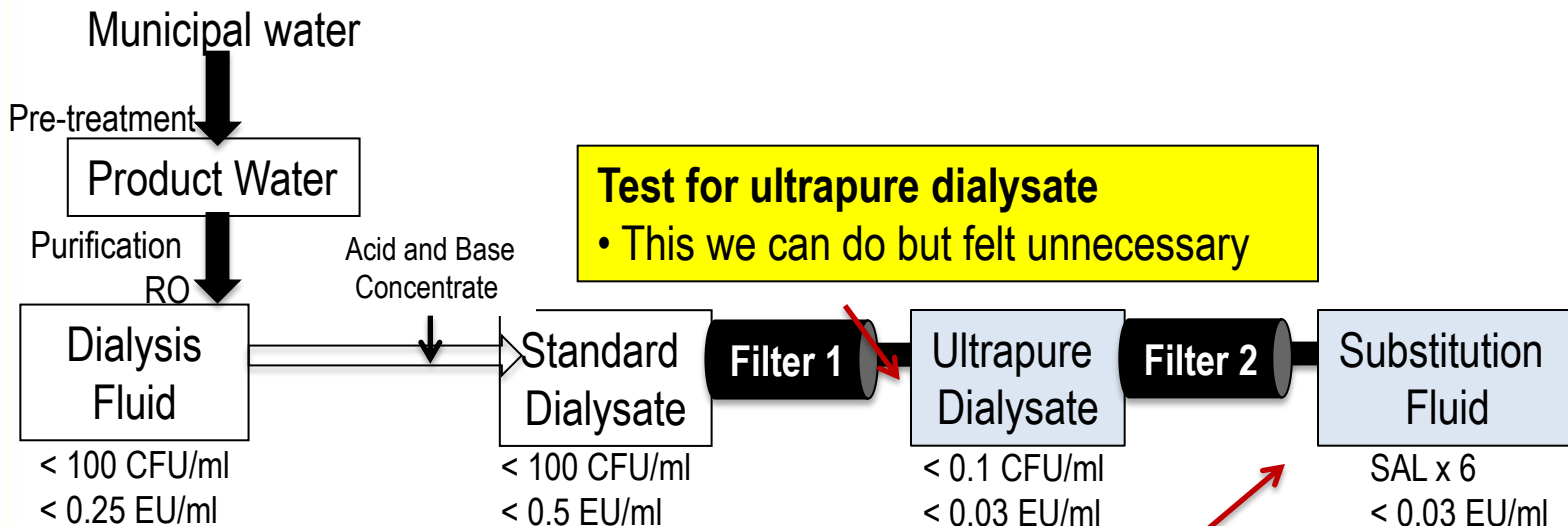 Municipal water
Pre-treatment
Product Water
Purification
RO
Acid and Base
Concentrate
Test for ultrapure dialysate
• This we can do but felt unnecessary
Dialysis
Fluid
Standard
Dialysate
Filter 1
Ultrapure
Dialysate
Filter 2
Substitution
Fluid
< 100 CFU/ml
< 0.25 EU/ml
< 100 CFU/ml
< 0.5 EU/ml
< 0.1 CFU/ml
< 0.03 EU/ml
SAL x 6
< 0.03 EU/ml